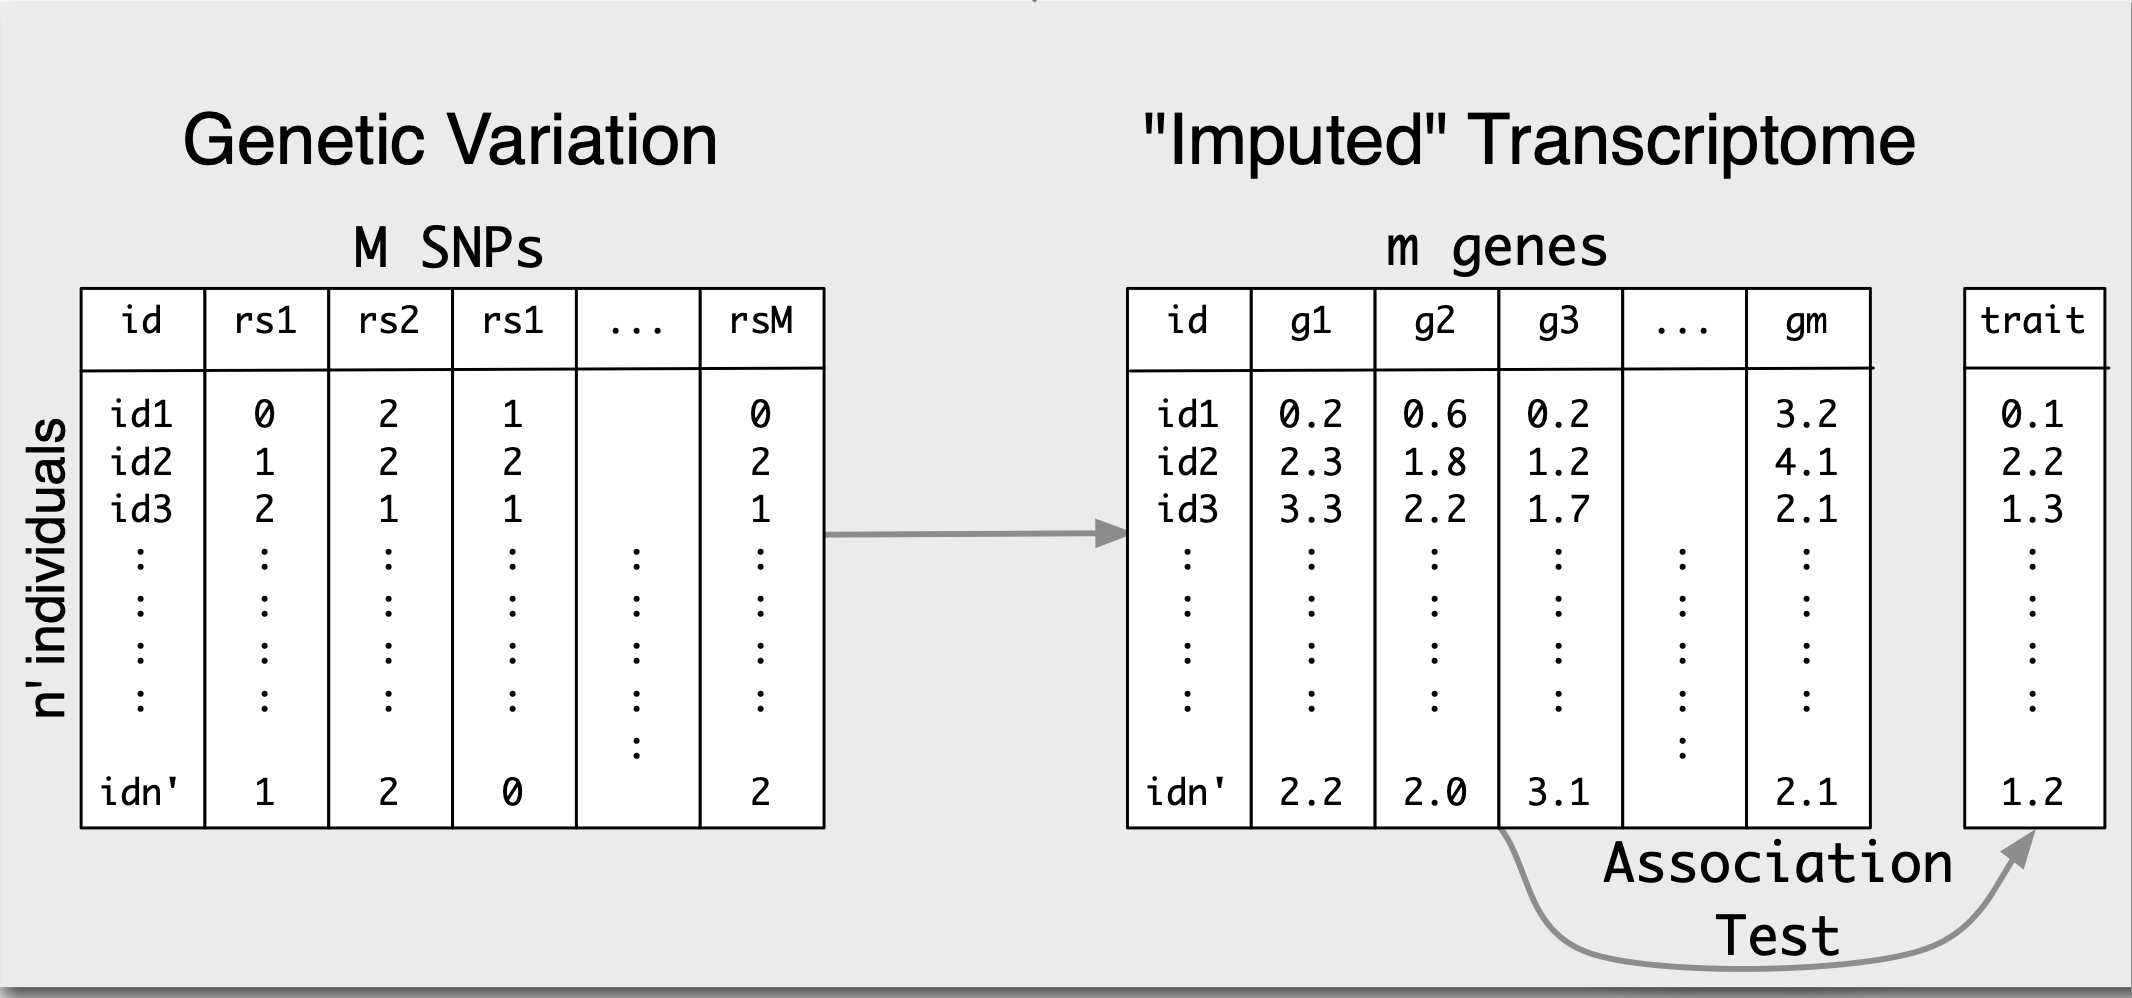 Genetic Variation
"Imputed" Transcriptome
M SNPs
m genes
n' individuals
id rs1 rs2 rs1 ... rsM
id1 0 2 1 0
id2 1 2 2 2
id3 2 1 1 1
: : : : : :
: : : : : :
: : : : : :
: : : : : :
:
idn' 1 2 0 2
id g1 g2 g3 ... gm
id1 0.2 0.6 0.2 3.2
id2 2.3 1.8 1.2 4.1
id3 3.3 2.2 1.7 2.1
: : : : : :
: : : : : :
: : : : : :
: : : : : :
:
idn' 2.2 2.0 3.1 2.1
trait
0.1
2.2
1.3
:
:
:
:
1.2
Association
Test